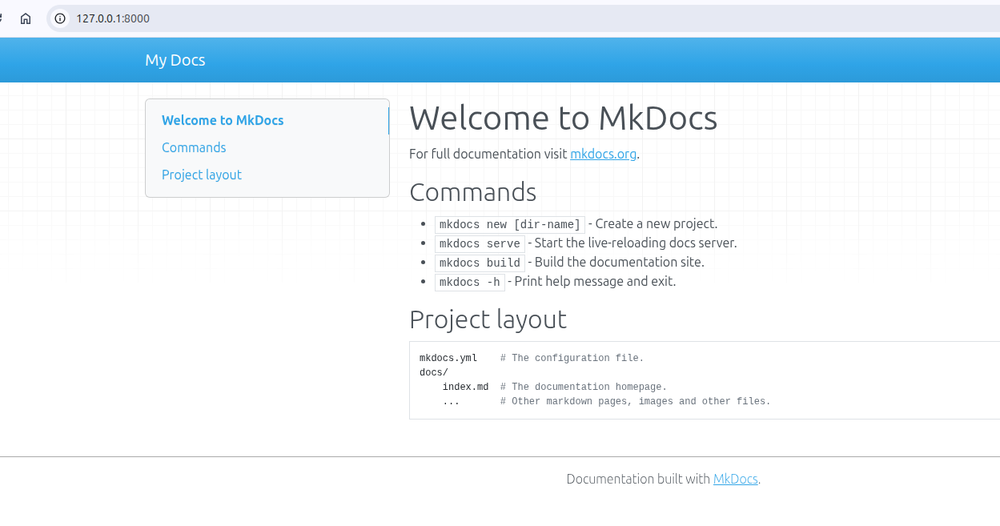 127.0.0.1:8000
My Docs
Welcome to MkDocs
Commands
Project layout
Welcome to MkDocs
For full documentation visit mkdocs.org.
Commands
mkdocs new [dir-name] - Create a new project.
mkdocs serve - Start the live-reloading docs server.
mkdocs build - Build the documentation site.
mkdocs -h - Print help message and exit.
Project layout
mkdocs.yml    # The configuration file.
docs/
    index.md  # The documentation homepage.
    ...       # Other markdown pages, images and other files.
Documentation built with MkDocs.